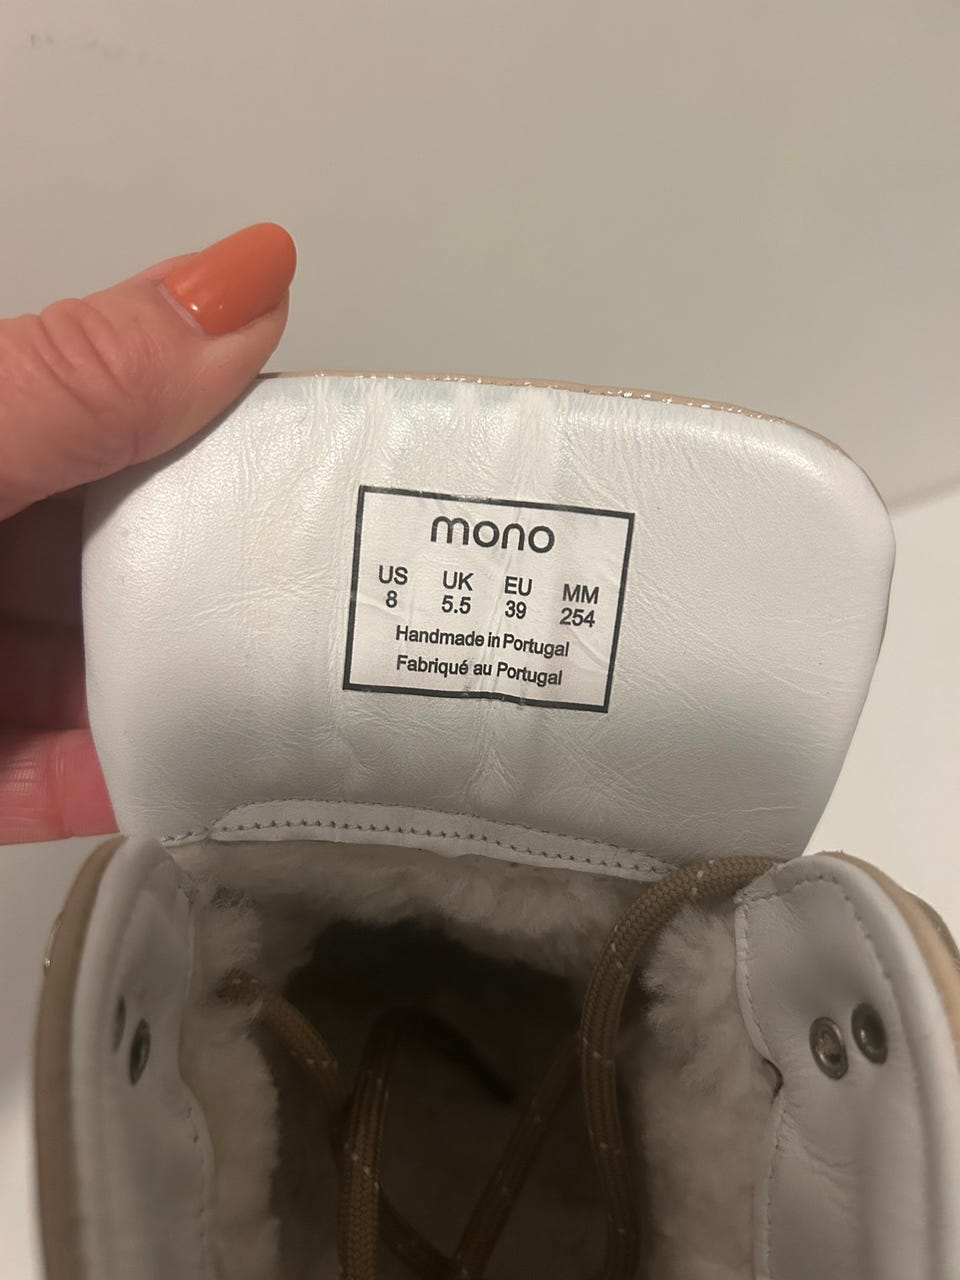 mono
US UK EU MM
8 5.5 39 254
Handmade in Portugal
Fabriqué au Portugal